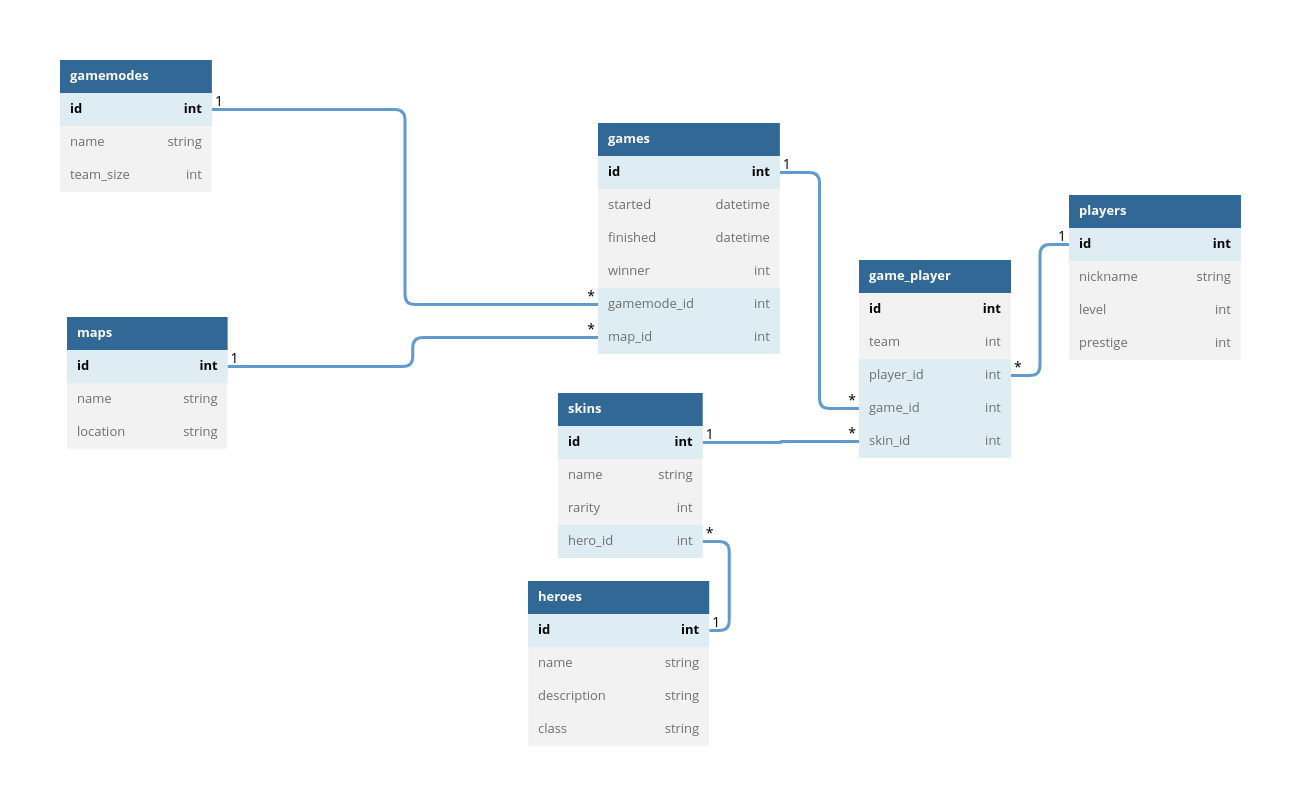 gamemodes
id int
name string
team_size int
1
games
id int
started datetime
finished datetime
winner int
gamemode_id int
map_id int
1
*
*
players
id int
nickname string
level int
prestige int
1
game_player
id int
team int
player_id int
game_id int
skin_id int
*
*
*
maps
id int
name string
location string
1
skins
id int
name string
rarity int
hero_id int
1
*
heroes
id int
name string
description string
class string
1